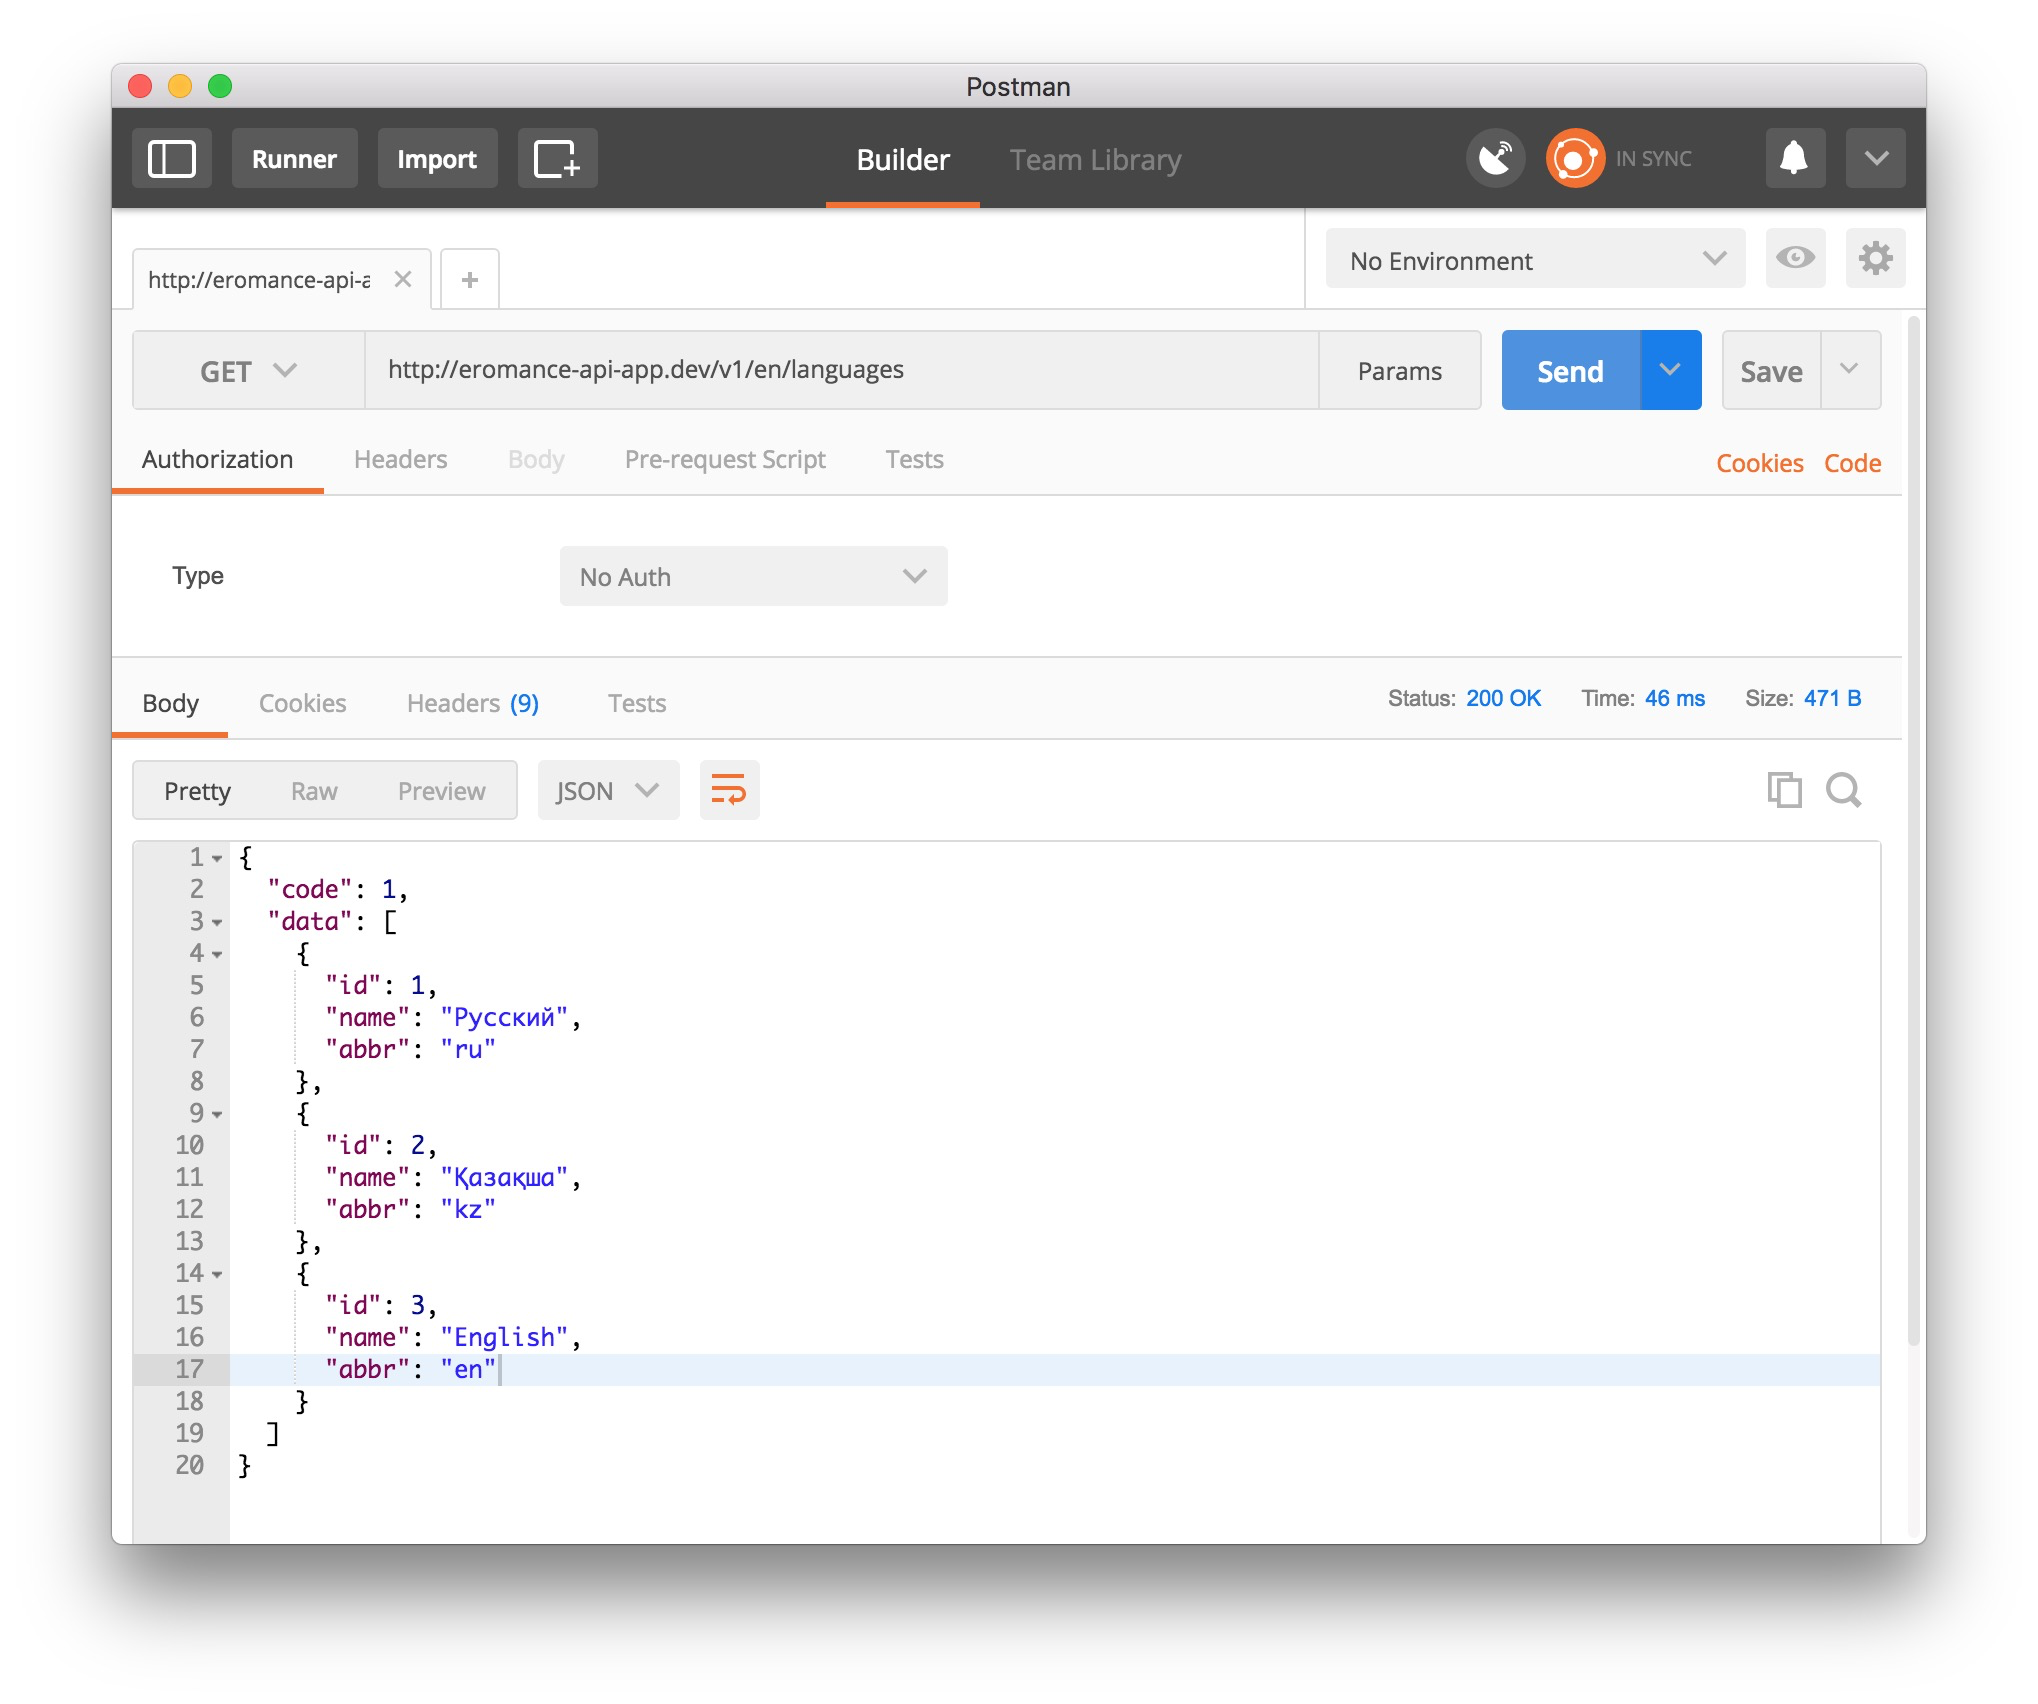 Postman
Runner Import Builder Team Library IN SYNC
http://eromance-api-a No Environment
GET http://eromance-api-app.dev/v1/en/languages Params Send Save
Authorization Headers Body Pre-request Script Tests Cookies Code
Type No Auth
Body Cookies Headers (9) Tests Status: 200 OK Time: 46 ms Size: 471 B
Pretty Raw Preview JSON
1 {
2 "code": 1,
3 "data": [
4 {
5 "id": 1,
6 "name": "Русский",
7 "abbr": "ru"
8 },
9 {
10 "id": 2,
11 "name": "Қазақша",
12 "abbr": "kz"
13 },
14 {
15 "id": 3,
16 "name": "English",
17 "abbr": "en"
18 }
19 ]
20 }